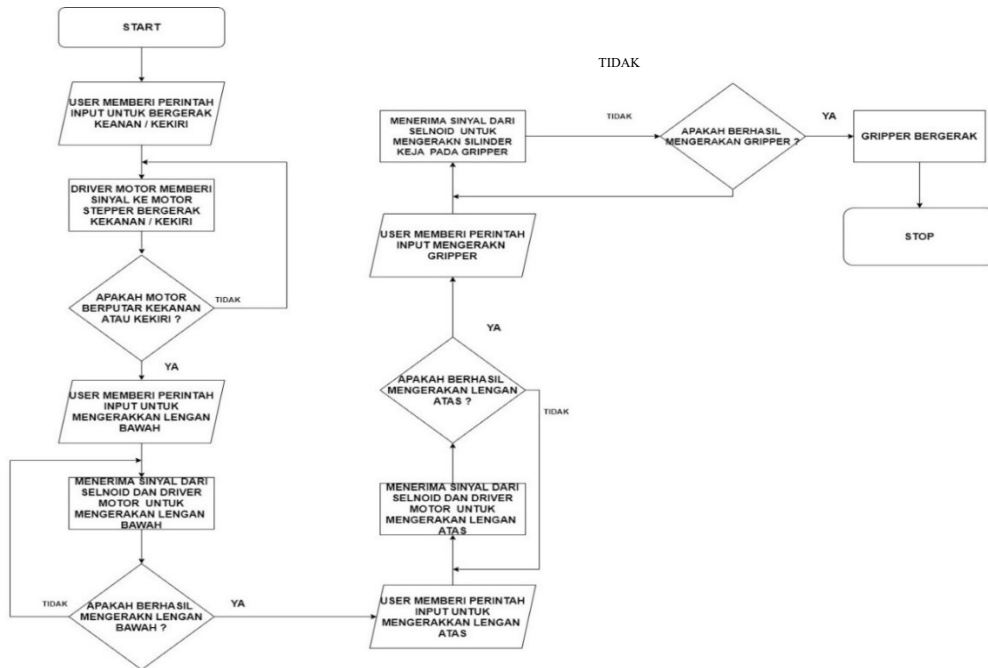 START
USER MEMBERI PERINTAH
INPUT UNTUK BERGERAK
KEANAN / KEKIRI
DRIVER MOTOR MEMBERI
SINYAL KE MOTOR
STEPPER BERGERAK
KEKANAN / KEKIRI
APAKAH MOTOR
BERPUTAR KEKANAN
ATAU KEKIRI ?
TIDAK
YA
USER MEMBERI PERINTAH
INPUT UNTUK
MENGERAKKAN LENGAN
BAWAH
MENERIMA SINYAL DARI
SELNOID DAN DRIVER
MOTOR UNTUK
MENGERAKAN LENGAN
BAWAH
APAKAH BERHASIL
MENGERAKN LENGAN
BAWAH ?
TIDAK
YA
USER MEMBERI PERINTAH
INPUT UNTUK
MENGERAKKAN LENGAN
ATAS
MENERIMA SINYAL DARI
SELNOID DAN DRIVER
MOTOR UNTUK
MENGERAKAN LENGAN
ATAS
APAKAH BERHASIL
MENGERAKAN LENGAN
ATAS ?
TIDAK
YA
USER MEMBERI PERINTAH
INPUT MENGERAKN
GRIPPER
MENERIMA SINYAL DARI
SELNOID UNTUK
MENGERAKN SILINDER
KEJA PADA GRIPPER
TIDAK
TIDAK
APAKAH BERHASIL
MENGERAKAN GRIPPER ?
YA
GRIPPER BERGERAK
STOP